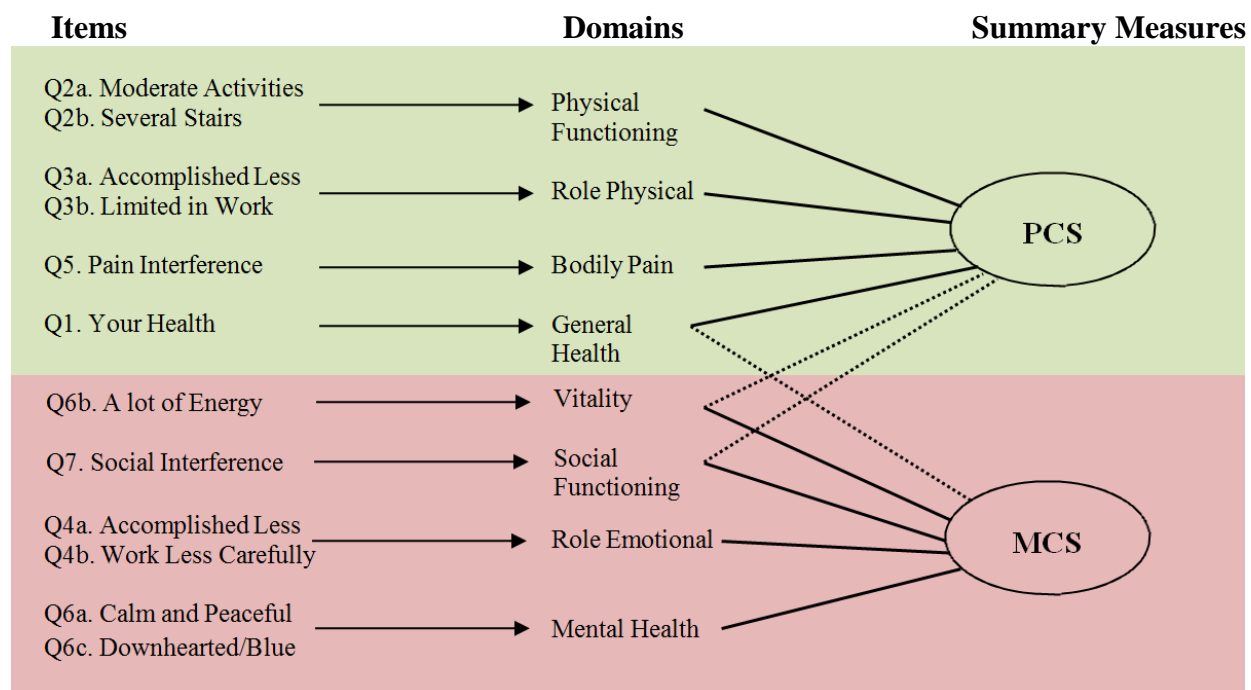 Items Domains Summary Measures
Q2a. Moderate Activities
Q2b. Several Stairs
Physical
Functioning
Q3a. Accomplished Less
Q3b. Limited in Work
Role Physical
Q5. Pain Interference
Bodily Pain
Q1. Your Health
General
Health
PCS
Q6b. A lot of Energy
Vitality
Q7. Social Interference
Social
Functioning
Q4a. Accomplished Less
Q4b. Work Less Carefully
Role Emotional
Q6a. Calm and Peaceful
Q6c. Downhearted/Blue
Mental Health
MCS